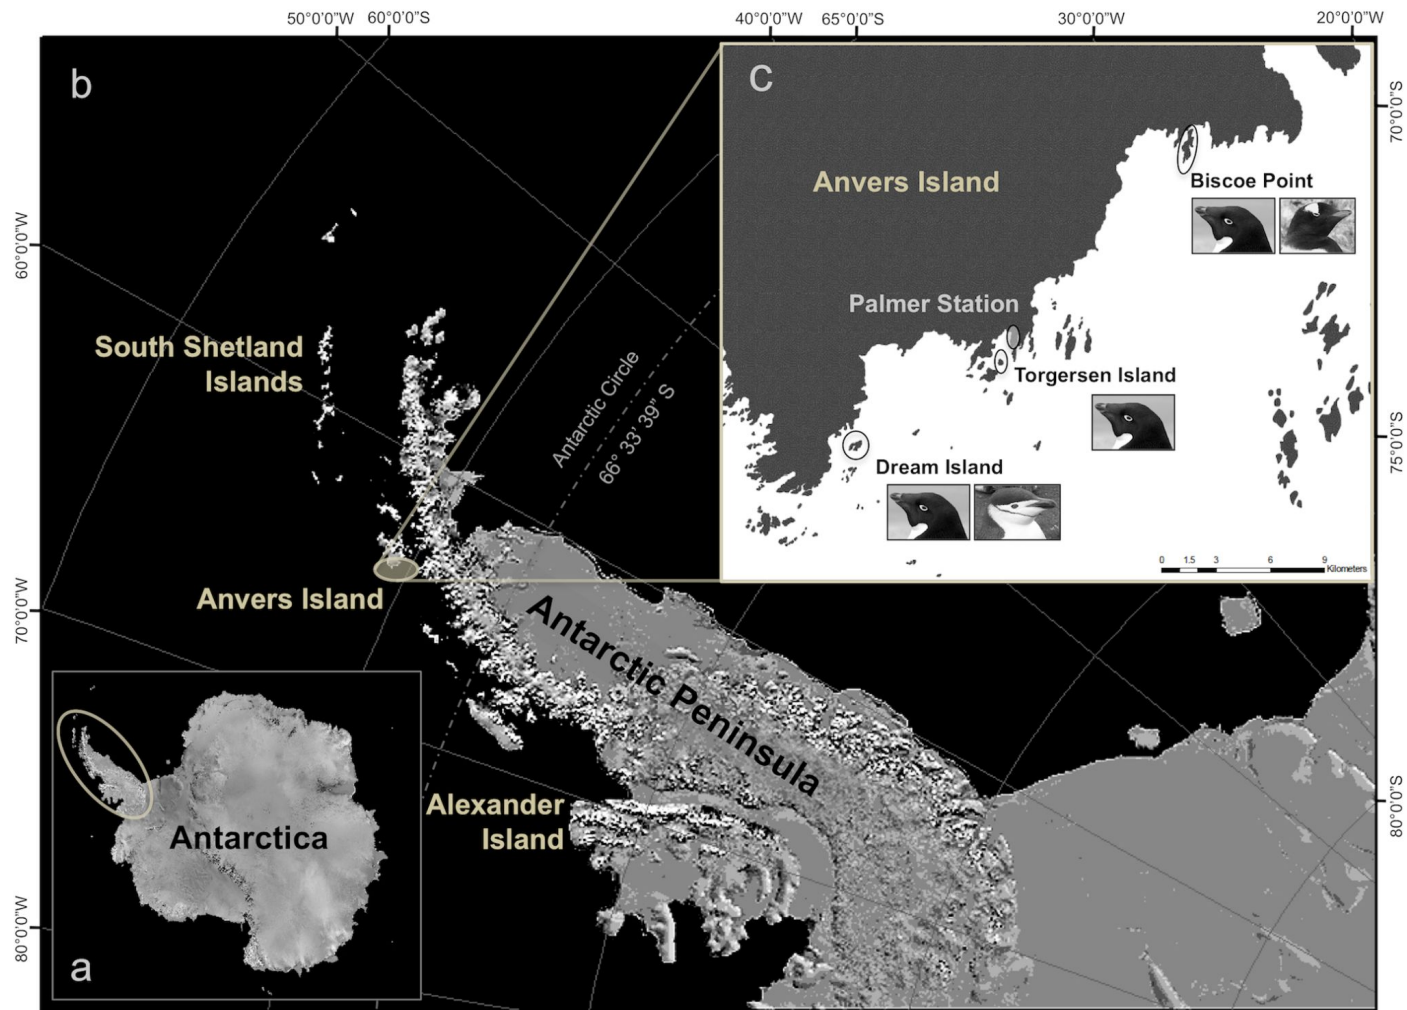 50°0'0"W
60°0'0"S
40°0'0"W
65°0'0"S
30°0'0"W
20°0'0"W
b
c
70°0'0"S
Biscoe Point
Anvers Island
60°0'0"W
Palmer Station
South Shetland
Islands
Antarctic Circle
66° 33' 39" S
Torgersen Island
75°0'0"S
Dream Island
0 1.5 3 6 9
Kilometers
Anvers Island
70°0'0"W
Antarctic Peninsula
Alexander
Island
80°0'0"S
Antarctica
80°0'0"W
a